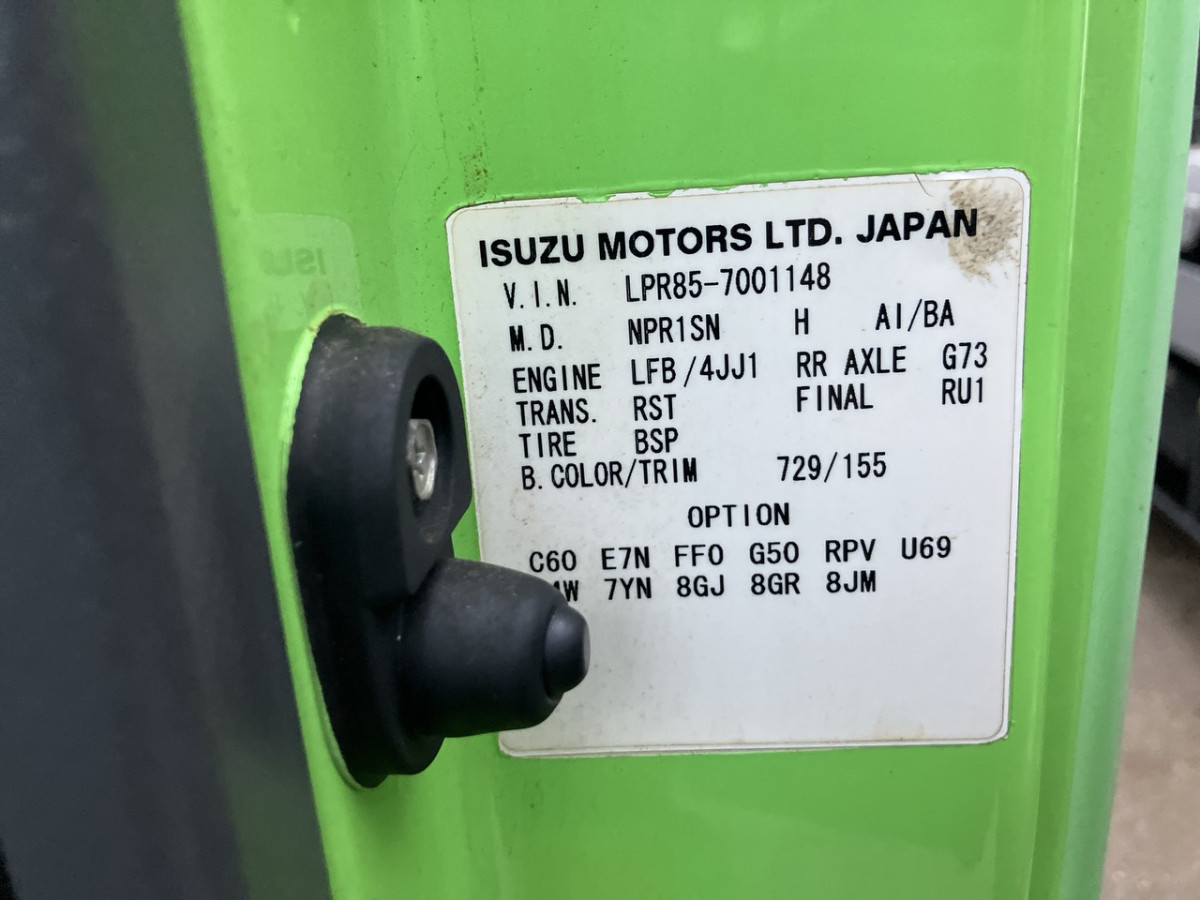 ISUZU MOTORS LTD. JAPAN
V.I.N. LPR85-7001148
M.D. NPR1SN H AI/BA
ENGINE LFB/4JJ1 RR AXLE G73
TRANS. RST FINAL RU1
TIRE BSP
B.COLOR/TRIM 729/155
OPTION
C60 E7N FF0 G50 RPV U69
7YN 8GJ 8GR 8JM